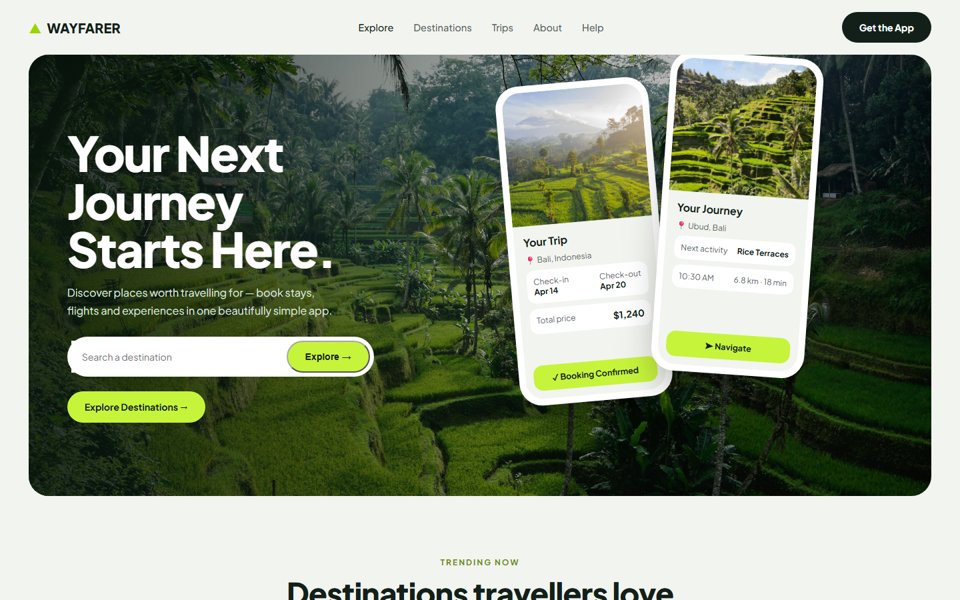 WAYFARER
Explore
Destinations
Trips
About
Help
Get the App
Your Next
Journey
Starts Here.
Discover places worth travelling for — book stays,
flights and experiences in one beautifully simple app.
Search a destination
Explore →
Explore Destinations →
Your Trip
Bali, Indonesia
Check-in
Apr 14
Check-out
Apr 20
Total price
$1,240
✓ Booking Confirmed
Your Journey
Ubud, Bali
Next activity
Rice Terraces
10:30 AM
6.8 km · 18 min
➤ Navigate
TRENDING NOW
Destinations travellers love